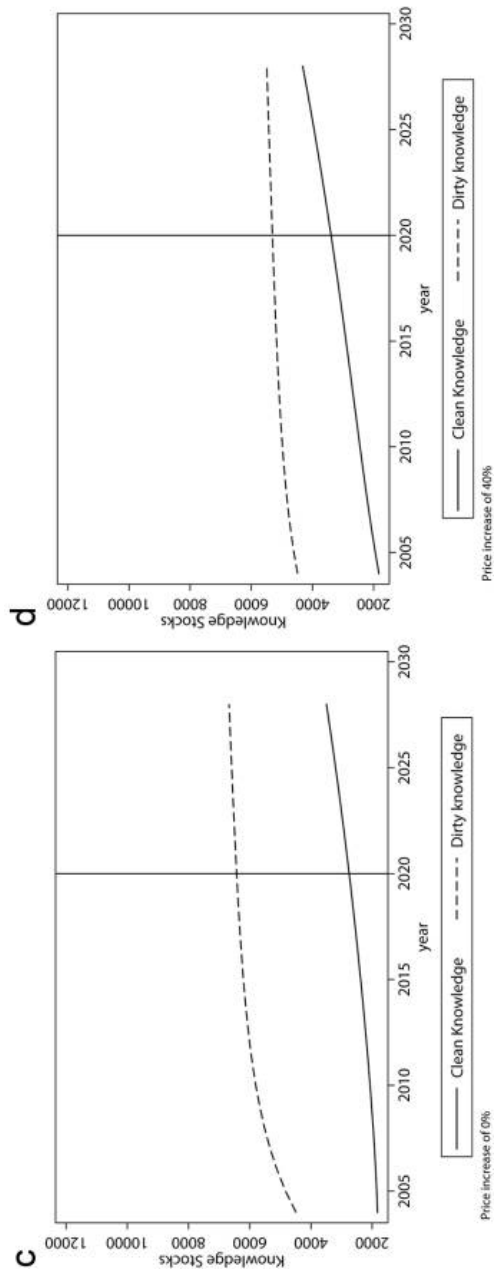 c
Knowledge Stocks
12000
10000
8000
6000
4000
2000
2005
2010
2015
2020
2025
2030
year
Clean Knowledge
Dirty knowledge
Price increase of 0%
d
Knowledge Stocks
12000
10000
8000
6000
4000
2000
2005
2010
2015
2020
2025
2030
year
Clean Knowledge
Dirty knowledge
Price increase of 40%